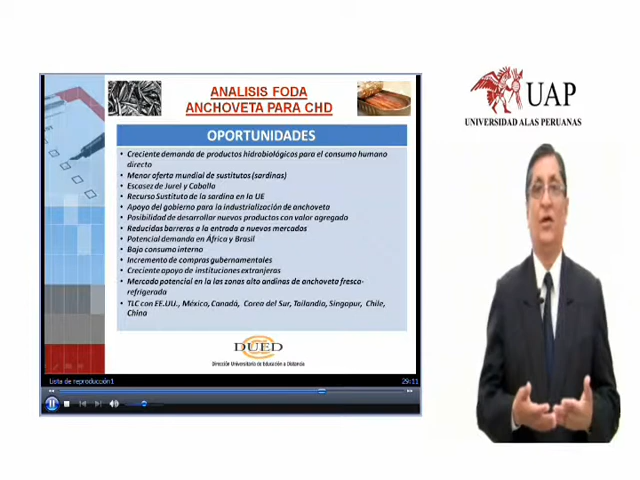 ANALISIS FODA
ANCHOVETA PARA CHD
OPORTUNIDADES
• Creciente demanda de productos hidrobiológicos para el consumo humano
directo
• Menor oferta mundial de sustitutos (sardinas)
• Escasez de Jurel y Caballa
• Recurso Sustituto de la sardina en la UE
• Apoyo del gobierno para la industrialización de anchoveta
• Posibilidad de desarrollar nuevos productos con valor agregado
• Reducidas barreras a la entrada a nuevos mercados
• Potencial demanda en África y Brasil
• Bajo consumo interno
• Incremento de compras gubernamentales
• Creciente apoyo de instituciones extranjeras
• Mercado potencial en la las zonas alto andinas de anchoveta fresca-
refrigerada
• TLC con EE.UU., México, Canadá, Corea del Sur, Tailandia, Singapur, Chile,
China
DUED
Dirección Universitaria de Educación a Distancia
Lista de reproducción1
29:11
UAP
UNIVERSIDAD ALAS PERUANAS